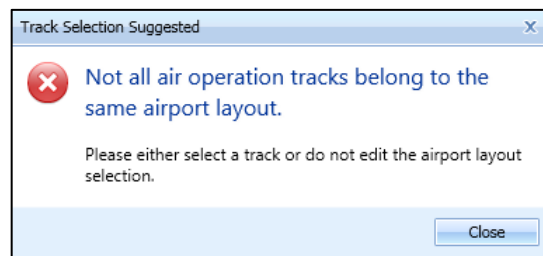 Track Selection Suggested
Not all air operation tracks belong to the
same airport layout.
Please either select a track or do not edit the airport layout
selection.
Close